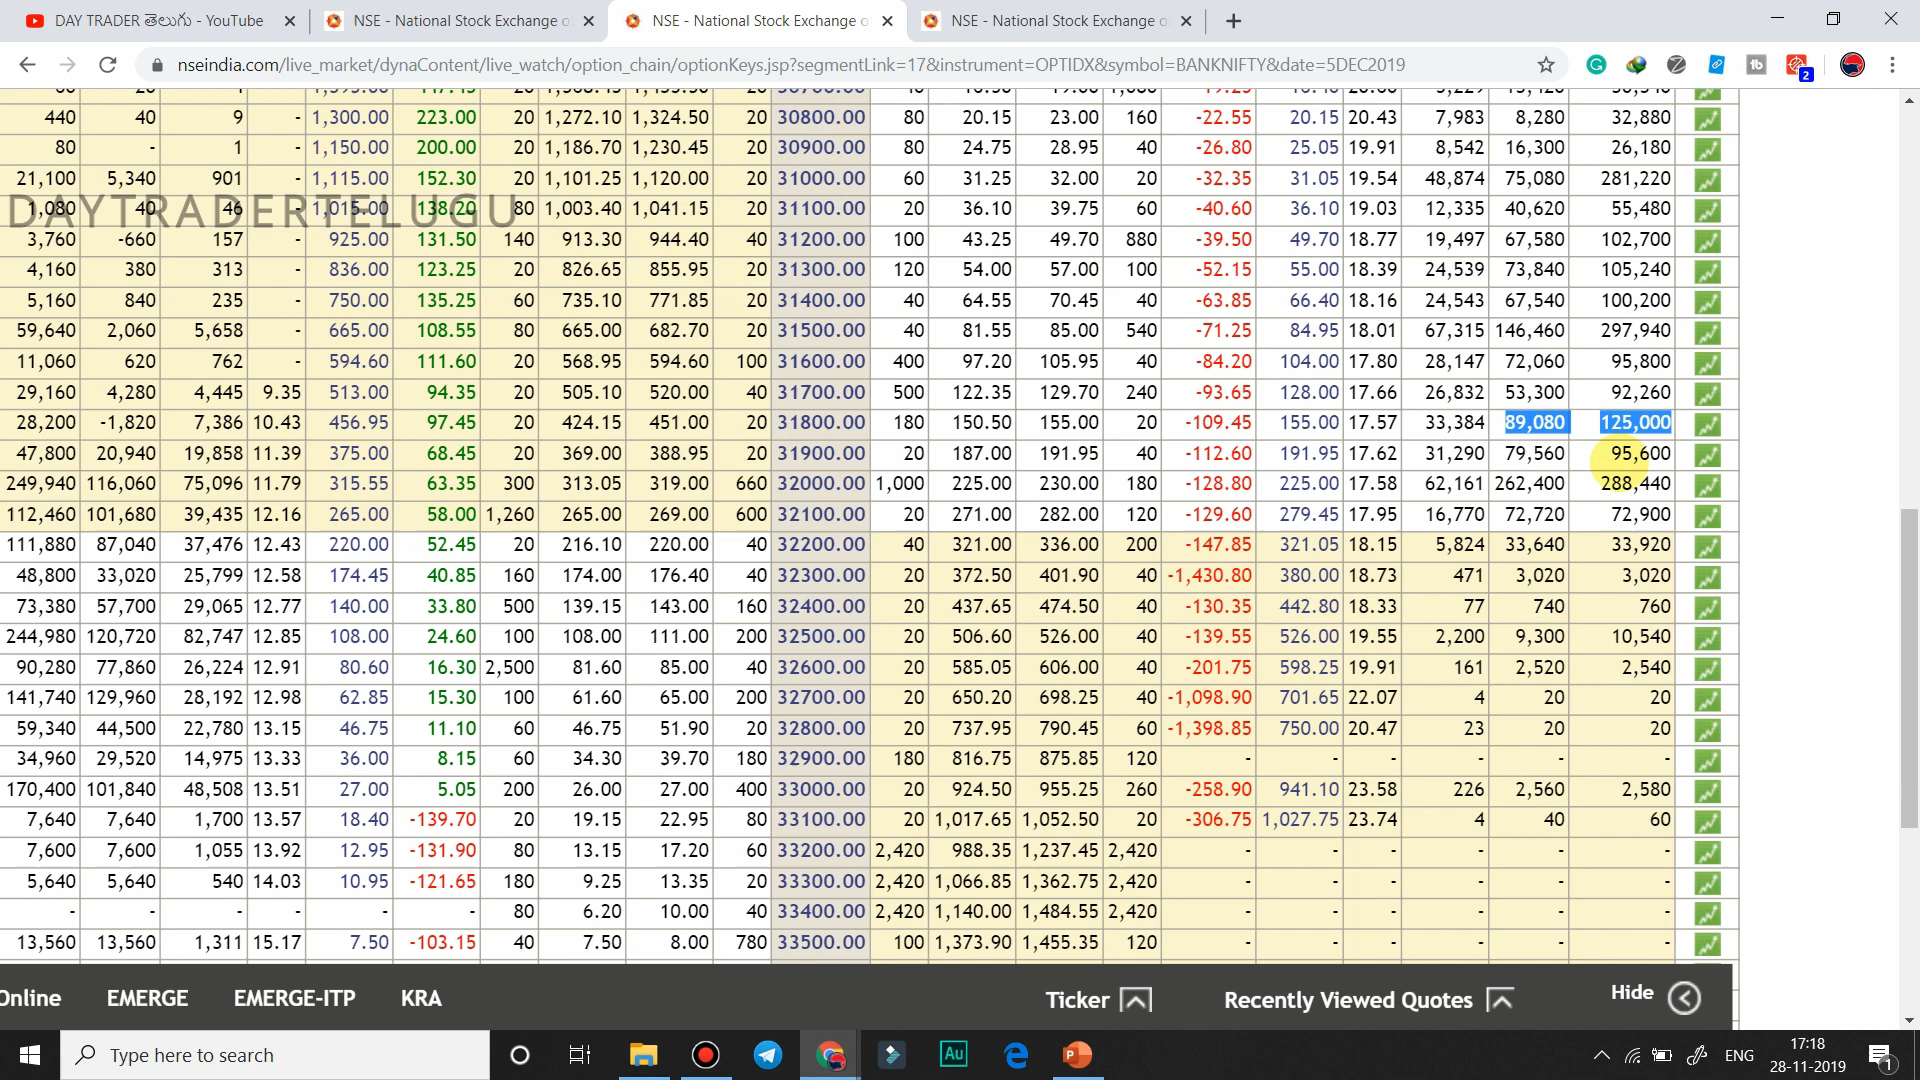 DAY TRADER తెలుగు - YouTube NSE - National Stock Exchange o NSE - National Stock Exchange o NSE - National Stock Exchange o
nseindia.com/live_market/dynaContent/live_watch/option_chain/optionKeys.jsp?segmentLink=17&instrument=OPTIDX&symbol=BANKNIFTY&date=5DEC2019
440 40 9 - 1,300.00 223.00 20 1,272.10 1,324.50 20 30800.00 80 20.15 23.00 160 -22.55 20.15 20.43 7,983 8,280 32,880
80 - 1 - 1,150.00 200.00 20 1,186.70 1,230.45 20 30900.00 80 24.75 28.95 40 -26.80 25.05 19.91 8,542 16,300 26,180
21,100 5,340 901 - 1,115.00 152.30 20 1,101.25 1,120.00 20 31000.00 60 31.25 32.00 20 -32.35 31.05 19.54 48,874 75,080 281,220
DAYTRADERTELUGU
1,080 40 46 - 1,015.00 138.20 80 1,003.40 1,041.15 20 31100.00 20 36.10 39.75 60 -40.60 36.10 19.03 12,335 40,620 55,480
3,760 -660 157 - 925.00 131.50 140 913.30 944.40 40 31200.00 100 43.25 49.70 880 -39.50 49.70 18.77 19,497 67,580 102,700
4,160 380 313 - 836.00 123.25 20 826.65 855.95 20 31300.00 120 54.00 57.00 100 -52.15 55.00 18.39 24,539 73,840 105,240
5,160 840 235 - 750.00 135.25 60 735.10 771.85 20 31400.00 40 64.55 70.45 40 -63.85 66.40 18.16 24,543 67,540 100,200
59,640 2,060 5,658 - 665.00 108.55 80 665.00 682.70 20 31500.00 40 81.55 85.00 540 -71.25 84.95 18.01 67,315 146,460 297,940
11,060 620 762 - 594.60 111.60 20 568.95 594.60 100 31600.00 400 97.20 105.95 40 -84.20 104.00 17.80 28,147 72,060 95,800
29,160 4,280 4,445 9.35 513.00 94.35 20 505.10 520.00 40 31700.00 500 122.35 129.70 240 -93.65 128.00 17.66 26,832 53,300 92,260
28,200 -1,820 7,386 10.43 456.95 97.45 20 424.15 451.00 20 31800.00 180 150.50 155.00 20 -109.45 155.00 17.57 33,384 89,080 125,000
47,800 20,940 19,858 11.39 375.00 68.45 20 369.00 388.95 20 31900.00 20 187.00 191.95 40 -112.60 191.95 17.62 31,290 79,560 95,600
249,940 116,060 75,096 11.79 315.55 63.35 300 313.05 319.00 660 32000.00 1,000 225.00 230.00 180 -128.80 225.00 17.58 62,161 262,400 288,440
112,460 101,680 39,435 12.16 265.00 58.00 1,260 265.00 269.00 600 32100.00 20 271.00 282.00 120 -129.60 279.45 17.95 16,770 72,720 72,900
111,880 87,040 37,476 12.43 220.00 52.45 20 216.10 220.00 40 32200.00 40 321.00 336.00 200 -147.85 321.05 18.15 5,824 33,640 33,920
48,800 33,020 25,799 12.58 174.45 40.85 160 174.00 176.40 40 32300.00 20 372.50 401.90 40 -1,430.80 380.00 18.73 471 3,020 3,020
73,380 57,700 29,065 12.77 140.00 33.80 500 139.15 143.00 160 32400.00 20 437.65 474.50 40 -130.35 442.80 18.33 77 740 760
244,980 120,720 82,747 12.85 108.00 24.60 100 108.00 111.00 200 32500.00 20 506.60 526.00 40 -139.55 526.00 19.55 2,200 9,300 10,540
90,280 77,860 26,224 12.91 80.60 16.30 2,500 81.60 85.00 40 32600.00 20 585.05 606.00 40 -201.75 598.25 19.91 161 2,520 2,540
141,740 129,960 28,192 12.98 62.85 15.30 100 61.60 65.00 200 32700.00 20 650.20 698.25 40 -1,098.90 701.65 22.07 4 20 20
59,340 44,500 22,780 13.15 46.75 11.10 60 46.75 51.90 20 32800.00 20 737.95 790.45 60 -1,398.85 750.00 20.47 23 20 20
34,960 29,520 14,975 13.33 36.00 8.15 60 34.30 39.70 180 32900.00 180 816.75 875.85 120 - - - - - -
170,400 101,840 48,508 13.51 27.00 5.05 200 26.00 27.00 400 33000.00 20 924.50 955.25 260 -258.90 941.10 23.58 226 2,560 2,580
7,640 7,640 1,700 13.57 18.40 -139.70 20 19.15 22.95 80 33100.00 20 1,017.65 1,052.50 20 -306.75 1,027.75 23.74 4 40 60
7,600 7,600 1,055 13.92 12.95 -131.90 80 13.15 17.20 60 33200.00 2,420 988.35 1,237.45 2,420 - - - - - -
5,640 5,640 540 14.03 10.95 -121.65 180 9.25 13.35 20 33300.00 2,420 1,066.85 1,362.75 2,420 - - - - - -
- - - - - - 80 6.20 10.00 40 33400.00 2,420 1,140.00 1,484.55 2,420 - - - - - -
13,560 13,560 1,311 15.17 7.50 -103.15 40 7.50 8.00 780 33500.00 100 1,373.90 1,455.35 120 - - - - - -
Online EMERGE EMERGE-ITP KRA Ticker Recently Viewed Quotes Hide
Type here to search Au ENG 17:18
28-11-2019